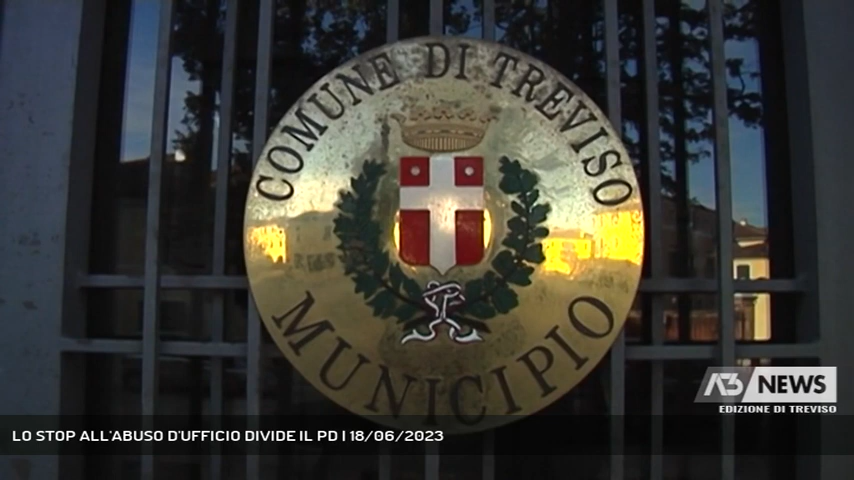 COMUNE DI TREVISO
MUNICIPIO
A3 NEWS
EDIZIONE DI TREVISO
LO STOP ALL'ABUSO D'UFFICIO DIVIDE IL PD | 18/06/2023